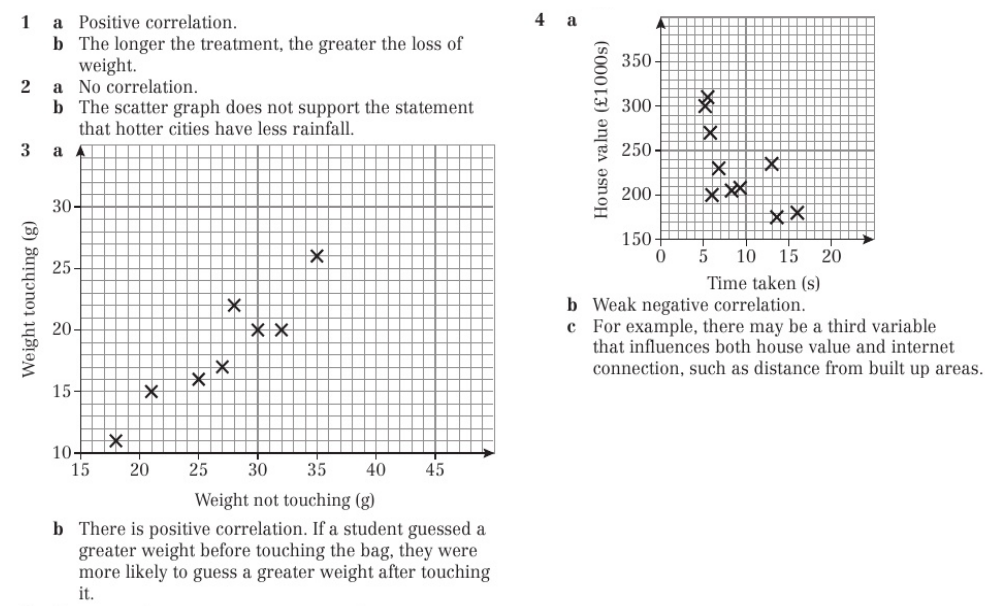 1 a Positive correlation.
b The longer the treatment, the greater the loss of
weight.
2 a No correlation.
b The scatter graph does not support the statement
that hotter cities have less rainfall.
3 a
Weight touching (g)
30
25
20
15
10
15 20 25 30 35 40 45
Weight not touching (g)
b There is positive correlation. If a student guessed a
greater weight before touching the bag, they were
more likely to guess a greater weight after touching
it.
4 a
House value (£1000s)
350
300
250
200
150
0 5 10 15 20
Time taken (s)
b Weak negative correlation.
c For example, there may be a third variable
that influences both house value and internet
connection, such as distance from built up areas.